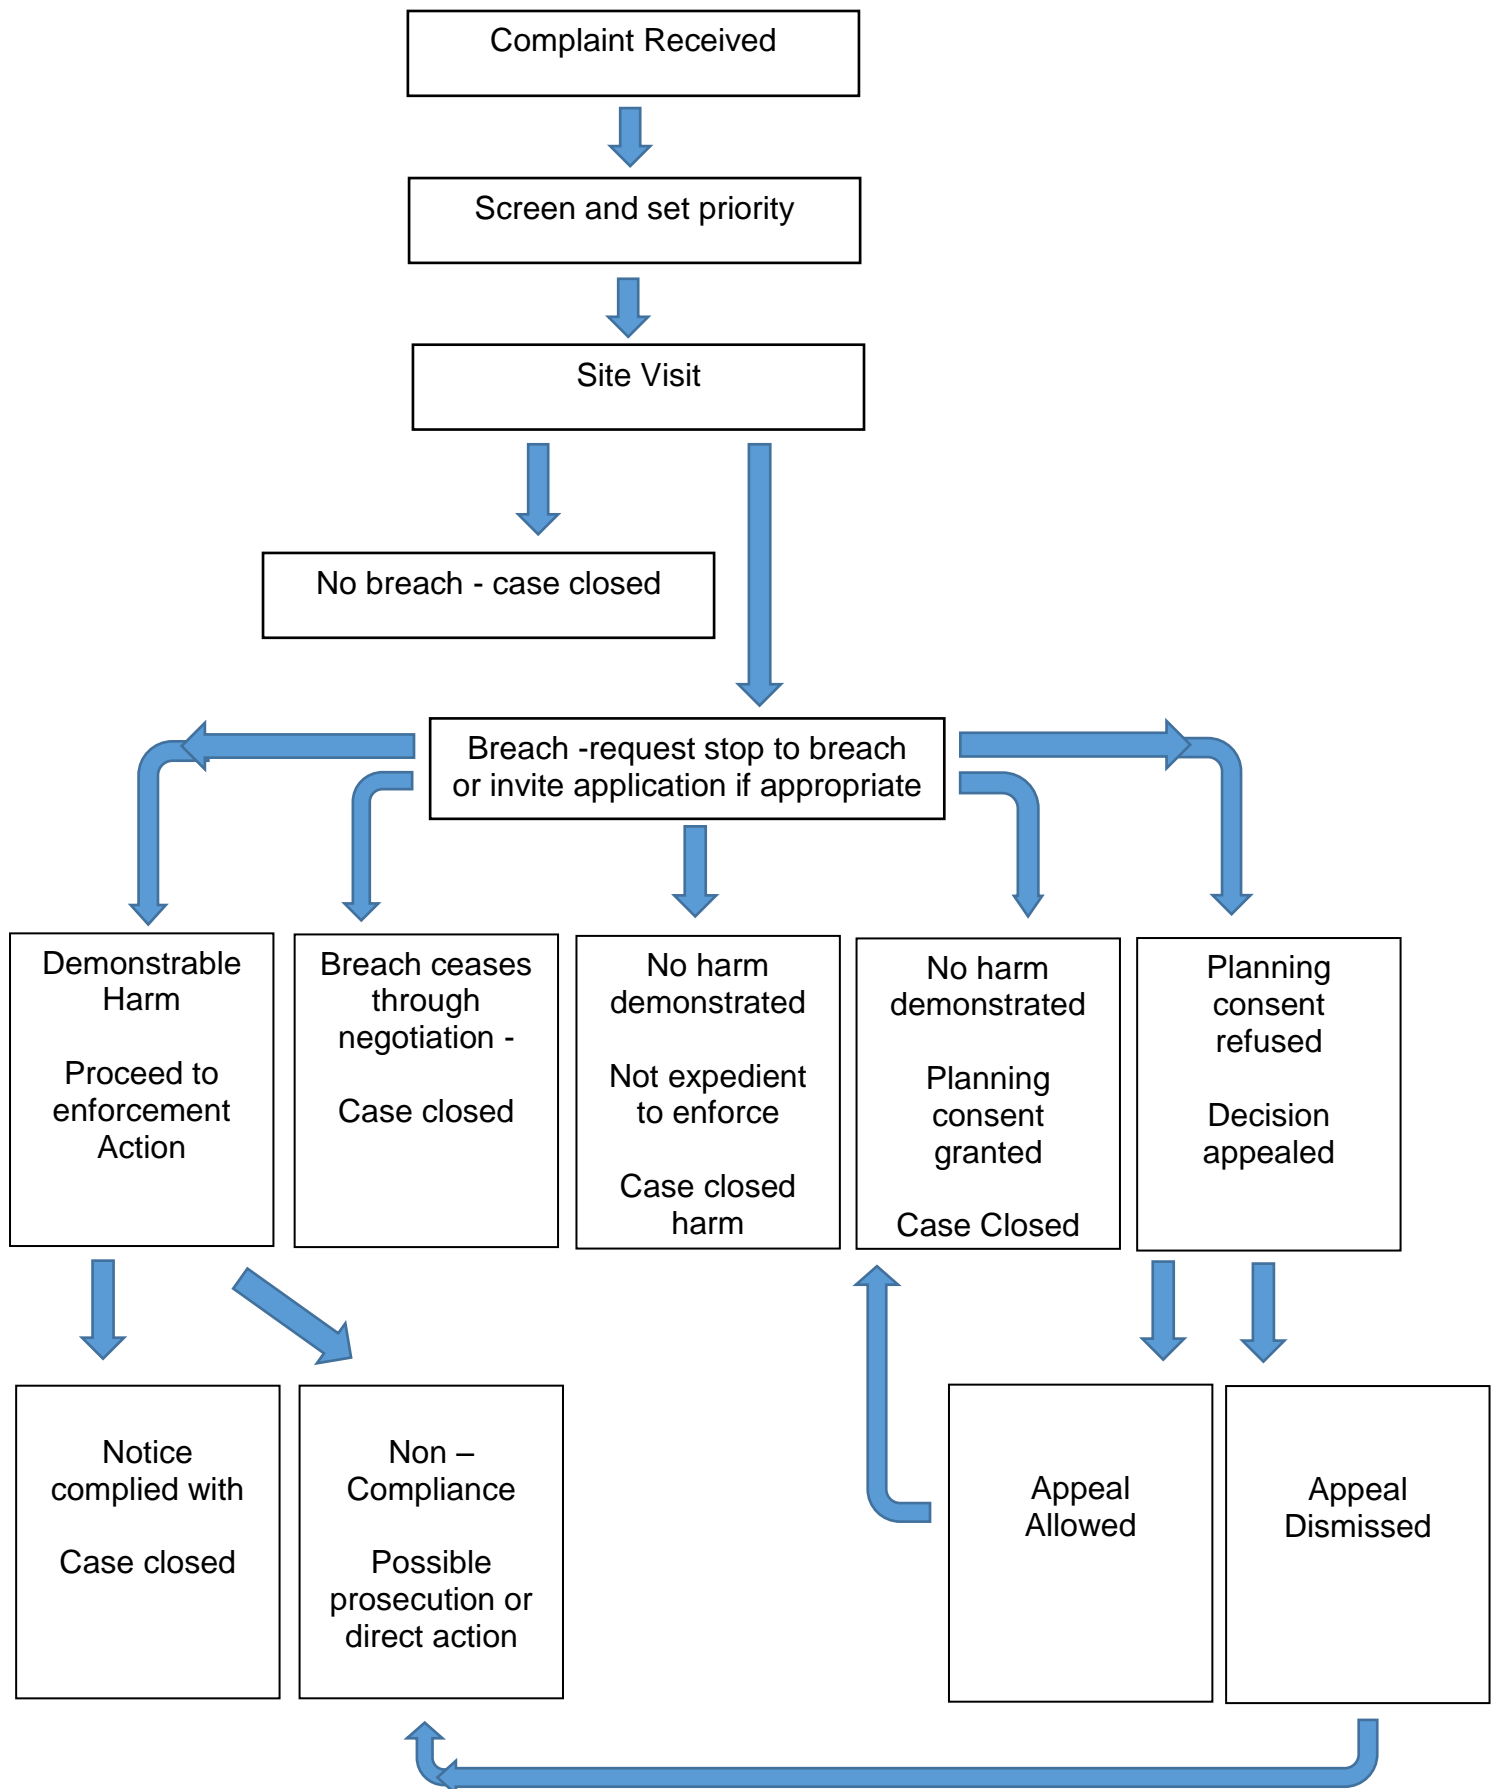 Complaint Received
Screen and set priority
Site Visit
No breach - case closed
Breach -request stop to breach
or invite application if appropriate
Demonstrable
Harm
Proceed to
enforcement
Action
Breach ceases
through
negotiation -
Case closed
No harm
demonstrated
Not expedient
to enforce
Case closed
harm
No harm
demonstrated
Planning
consent
granted
Case Closed
Planning
consent
refused
Decision
appealed
Notice
complied with
Case closed
Non –
Compliance
Possible
prosecution or
direct action
Appeal
Allowed
Appeal
Dismissed